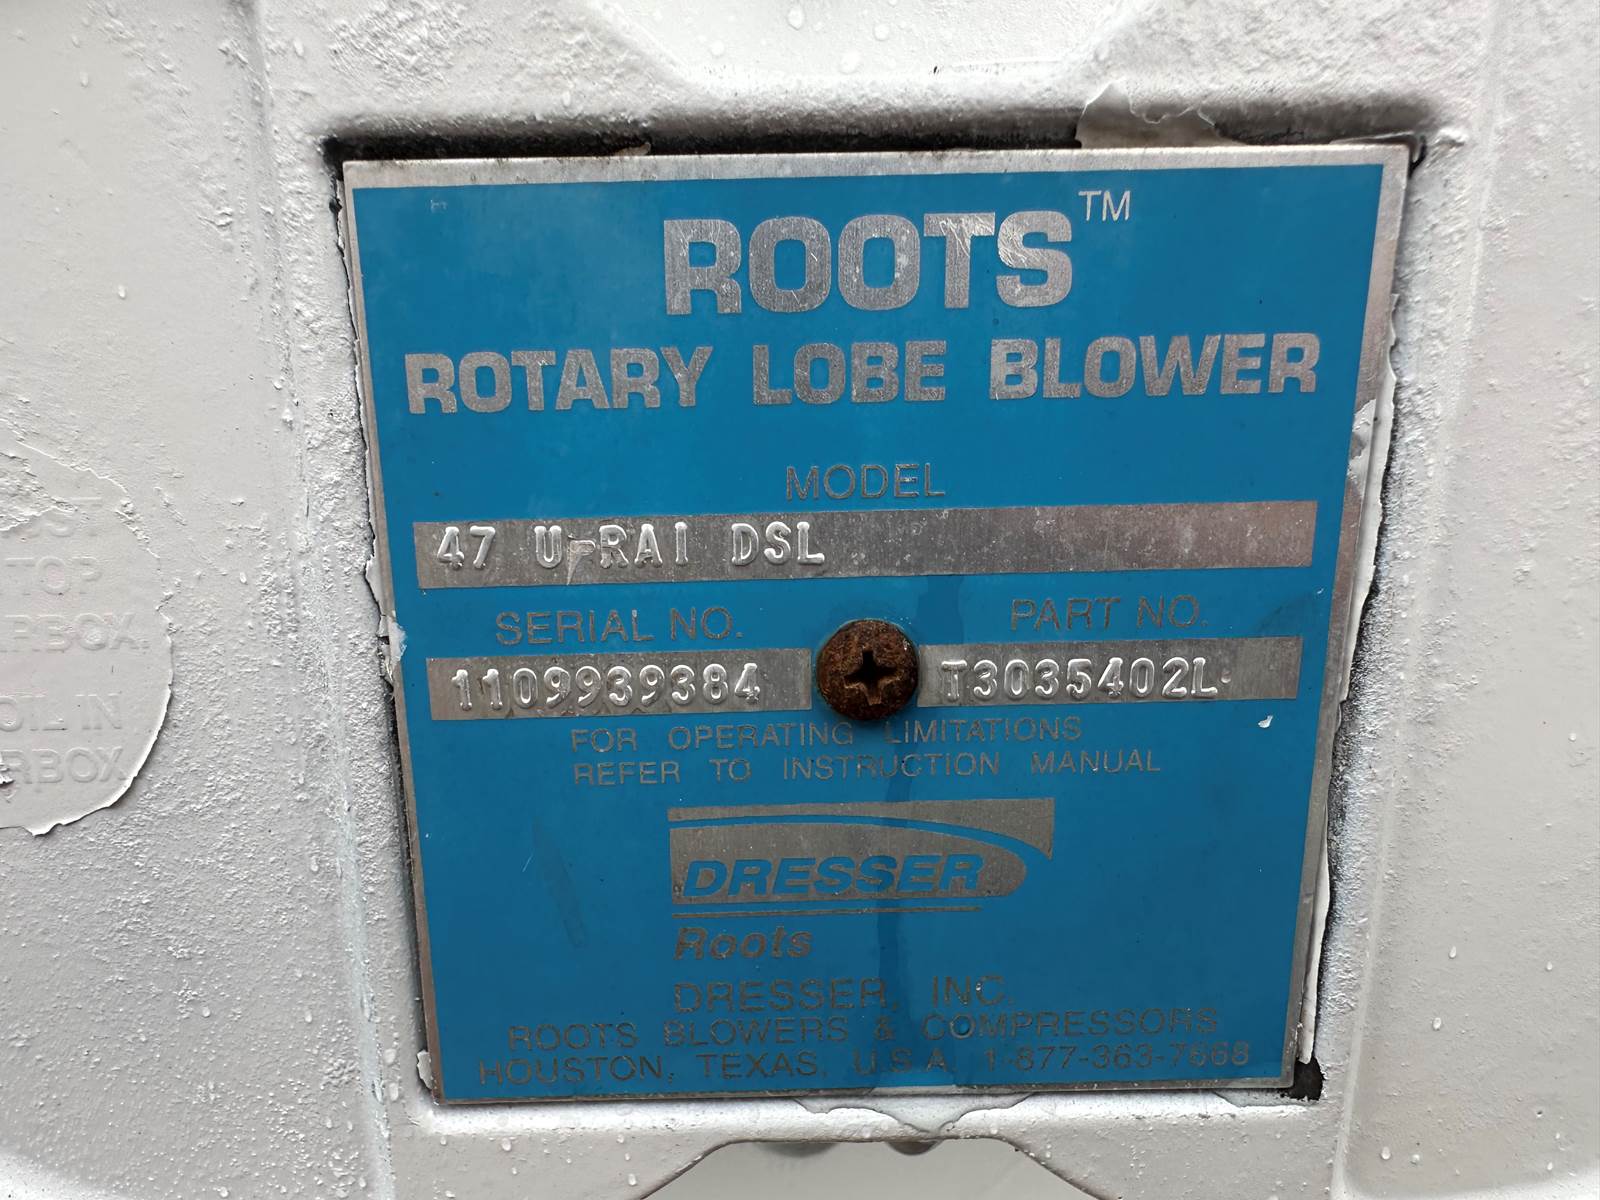 ROOTS™
ROTARY LOBE BLOWER
MODEL
47 U-RAI DSL
SERIAL NO. PART NO.
1109939384 T3035402L
FOR OPERATING LIMITATIONS
REFER TO INSTRUCTION MANUAL
DRESSER
Roots
DRESSER, INC.
ROOTS BLOWERS & COMPRESSORS
HOUSTON, TEXAS, U.S.A. 1-877-363-7668
TOP
RBOX.
OIL IN
RBOX